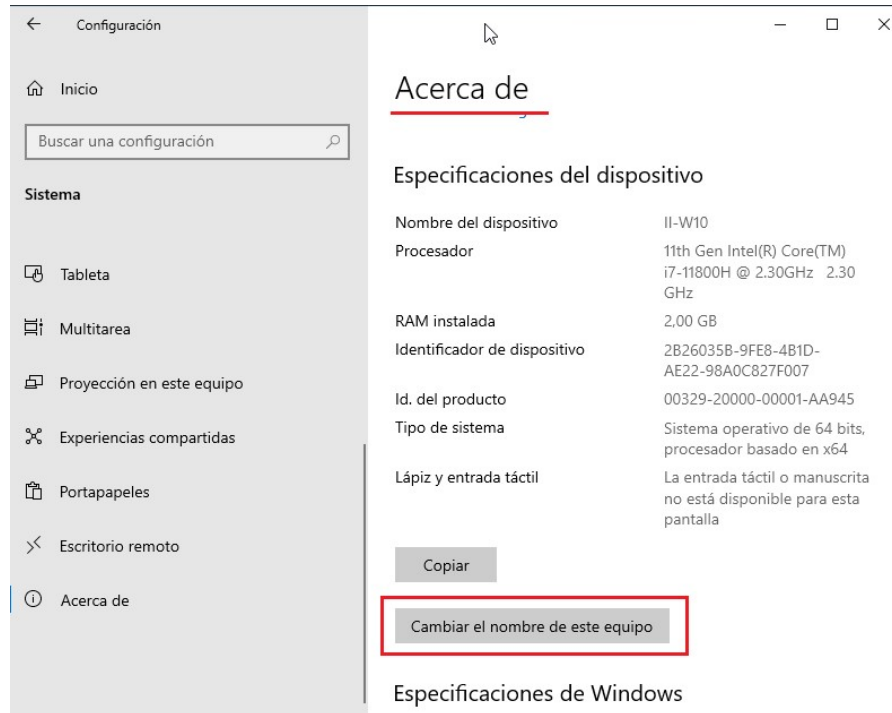 Configuración
Inicio
Buscar una configuración
Sistema
Tableta
Multitarea
Proyección en este equipo
Experiencias compartidas
Portapapeles
Escritorio remoto
Acerca de
Acerca de
Especificaciones del dispositivo
Nombre del dispositivo II-W10
Procesador 11th Gen Intel(R) Core(TM)
i7-11800H @ 2.30GHz 2.30
GHz
RAM instalada 2,00 GB
Identificador de dispositivo 2B26035B-9FE8-4B1D-
AE22-98A0C827F007
Id. del producto 00329-20000-00001-AA945
Tipo de sistema Sistema operativo de 64 bits,
procesador basado en x64
Lápiz y entrada táctil La entrada táctil o manuscrita
no está disponible para esta
pantalla
Copiar
Cambiar el nombre de este equipo
Especificaciones de Windows